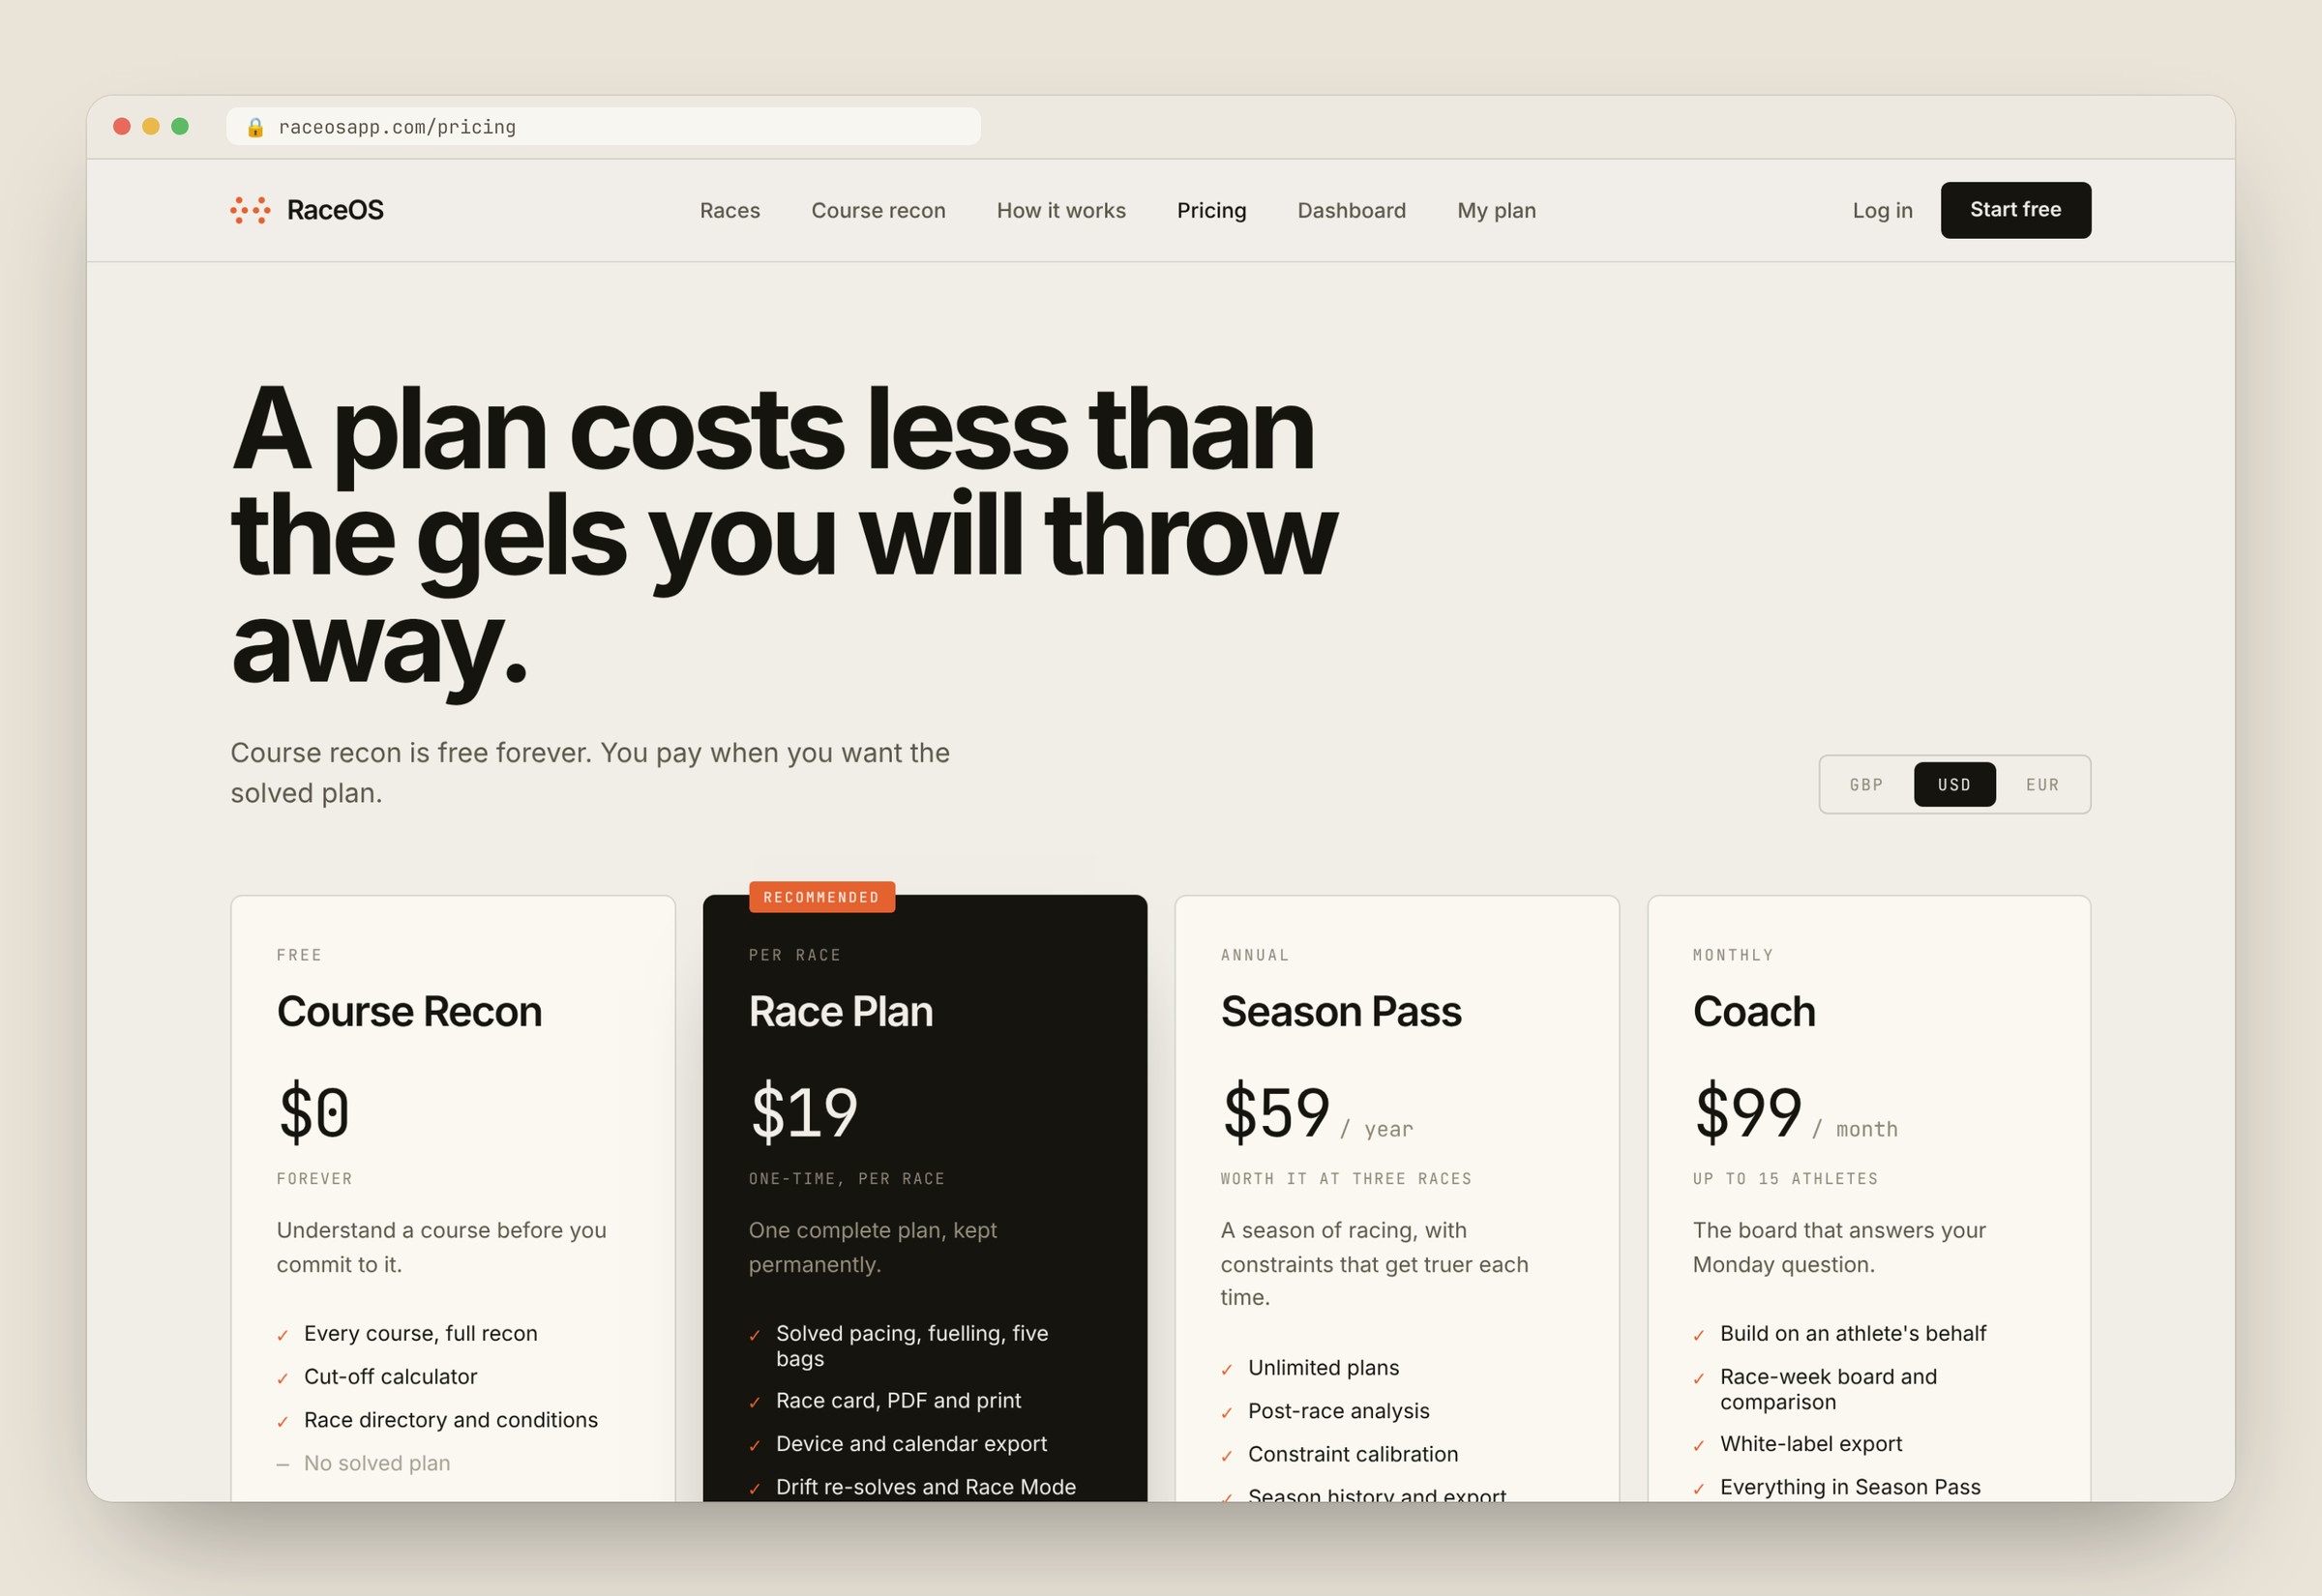 raceosapp.com/pricing
RaceOS
Races
Course recon
How it works
Pricing
Dashboard
My plan
Log in
Start free
A plan costs less than
the gels you will throw
away.
Course recon is free forever. You pay when you want the
solved plan.
GBP
USD
EUR
FREE
Course Recon
$0
FOREVER
Understand a course before you
commit to it.
✓ Every course, full recon
✓ Cut-off calculator
✓ Race directory and conditions
– No solved plan
RECOMMENDED
PER RACE
Race Plan
$19
ONE-TIME, PER RACE
One complete plan, kept
permanently.
✓ Solved pacing, fuelling, five
bags
✓ Race card, PDF and print
✓ Device and calendar export
✓ Drift re-solves and Race Mode
ANNUAL
Season Pass
$59 / year
WORTH IT AT THREE RACES
A season of racing, with
constraints that get truer each
time.
✓ Unlimited plans
✓ Post-race analysis
✓ Constraint calibration
✓ Season history and export
MONTHLY
Coach
$99 / month
UP TO 15 ATHLETES
The board that answers your
Monday question.
✓ Build on an athlete's behalf
✓ Race-week board and
comparison
✓ White-label export
✓ Everything in Season Pass